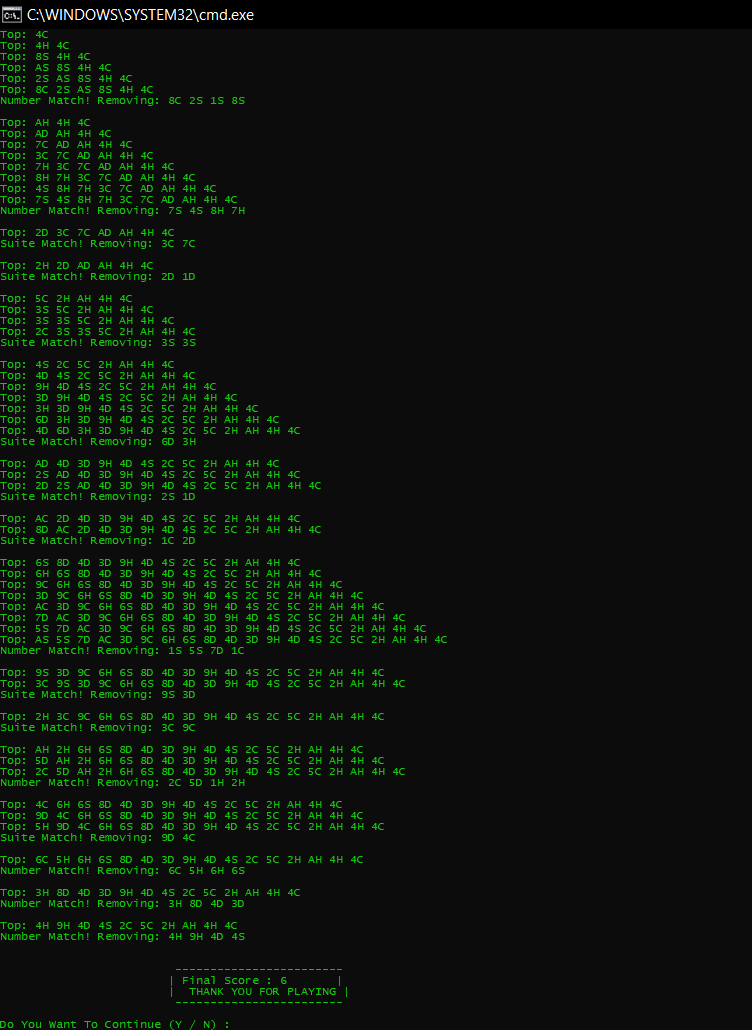 C:\WINDOWS\SYSTEM32\cmd.exe
Top: 4C
Top: 4H 4C
Top: 8S 4H 4C
Top: AS 8S 4H 4C
Top: 2S AS 8S 4H 4C
Top: 8C 2S AS 8S 4H 4C
Number Match! Removing: 8C 2S 1S 8S
Top: AH 4H 4C
Top: AD AH 4H 4C
Top: 7C AD AH 4H 4C
Top: 3C 7C AD AH 4H 4C
Top: 7H 3C 7C AD AH 4H 4C
Top: 8H 7H 3C 7C AD AH 4H 4C
Top: 4S 8H 7H 3C 7C AD AH 4H 4C
Top: 7S 4S 8H 7H 3C 7C AD AH 4H 4C
Number Match! Removing: 7S 4S 8H 7H
Top: 2D 3C 7C AD AH 4H 4C
Suite Match! Removing: 3C 7C
Top: 2H 2D AD AH 4H 4C
Suite Match! Removing: 2D 1D
Top: 5C 2H AH 4H 4C
Top: 3S 5C 2H AH 4H 4C
Top: 3S 3S 5C 2H AH 4H 4C
Top: 2C 3S 3S 5C 2H AH 4H 4C
Suite Match! Removing: 3S 3S
Top: 4S 2C 5C 2H AH 4H 4C
Top: 4D 4S 2C 5C 2H AH 4H 4C
Top: 9H 4D 4S 2C 5C 2H AH 4H 4C
Top: 3D 9H 4D 4S 2C 5C 2H AH 4H 4C
Top: 3H 3D 9H 4D 4S 2C 5C 2H AH 4H 4C
Top: 6D 3H 3D 9H 4D 4S 2C 5C 2H AH 4H 4C
Top: 4D 6D 3H 3D 9H 4D 4S 2C 5C 2H AH 4H 4C
Suite Match! Removing: 6D 3H
Top: AD 4D 3D 9H 4D 4S 2C 5C 2H AH 4H 4C
Top: 2S AD 4D 3D 9H 4D 4S 2C 5C 2H AH 4H 4C
Top: 2D 2S AD 4D 3D 9H 4D 4S 2C 5C 2H AH 4H 4C
Suite Match! Removing: 2S 1D
Top: AC 2D 4D 3D 9H 4D 4S 2C 5C 2H AH 4H 4C
Top: 8D AC 2D 4D 3D 9H 4D 4S 2C 5C 2H AH 4H 4C
Suite Match! Removing: 1C 2D
Top: 6S 8D 4D 3D 9H 4D 4S 2C 5C 2H AH 4H 4C
Top: 6H 6S 8D 4D 3D 9H 4D 4S 2C 5C 2H AH 4H 4C
Top: 9C 6H 6S 8D 4D 3D 9H 4D 4S 2C 5C 2H AH 4H 4C
Top: 3D 9C 6H 6S 8D 4D 3D 9H 4D 4S 2C 5C 2H AH 4H 4C
Top: AC 3D 9C 6H 6S 8D 4D 3D 9H 4D 4S 2C 5C 2H AH 4H 4C
Top: 7D AC 3D 9C 6H 6S 8D 4D 3D 9H 4D 4S 2C 5C 2H AH 4H 4C
Top: 5S 7D AC 3D 9C 6H 6S 8D 4D 3D 9H 4D 4S 2C 5C 2H AH 4H 4C
Top: AS 5S 7D AC 3D 9C 6H 6S 8D 4D 3D 9H 4D 4S 2C 5C 2H AH 4H 4C
Number Match! Removing: 1S 5S 7D 1C
Top: 9S 3D 9C 6H 6S 8D 4D 3D 9H 4D 4S 2C 5C 2H AH 4H 4C
Top: 3C 9S 3D 9C 6H 6S 8D 4D 3D 9H 4D 4S 2C 5C 2H AH 4H 4C
Suite Match! Removing: 9S 3D
Top: 2H 3C 9C 6H 6S 8D 4D 3D 9H 4D 4S 2C 5C 2H AH 4H 4C
Suite Match! Removing: 3C 9C
Top: AH 2H 6H 6S 8D 4D 3D 9H 4D 4S 2C 5C 2H AH 4H 4C
Top: 5D AH 2H 6H 6S 8D 4D 3D 9H 4D 4S 2C 5C 2H AH 4H 4C
Top: 2C 5D AH 2H 6H 6S 8D 4D 3D 9H 4D 4S 2C 5C 2H AH 4H 4C
Number Match! Removing: 2C 5D 1H 2H
Top: 4C 6H 6S 8D 4D 3D 9H 4D 4S 2C 5C 2H AH 4H 4C
Top: 9D 4C 6H 6S 8D 4D 3D 9H 4D 4S 2C 5C 2H AH 4H 4C
Top: 5H 9D 4C 6H 6S 8D 4D 3D 9H 4D 4S 2C 5C 2H AH 4H 4C
Suite Match! Removing: 9D 4C
Top: 6C 5H 6H 6S 8D 4D 3D 9H 4D 4S 2C 5C 2H AH 4H 4C
Number Match! Removing: 6C 5H 6H 6S
Top: 3H 8D 4D 3D 9H 4D 4S 2C 5C 2H AH 4H 4C
Number Match! Removing: 3H 8D 4D 3D
Top: 4H 9H 4D 4S 2C 5C 2H AH 4H 4C
Number Match! Removing: 4H 9H 4D 4S
------------------------
| Final Score : 6 |
| THANK YOU FOR PLAYING |
------------------------
Do You Want To Continue (Y / N) :